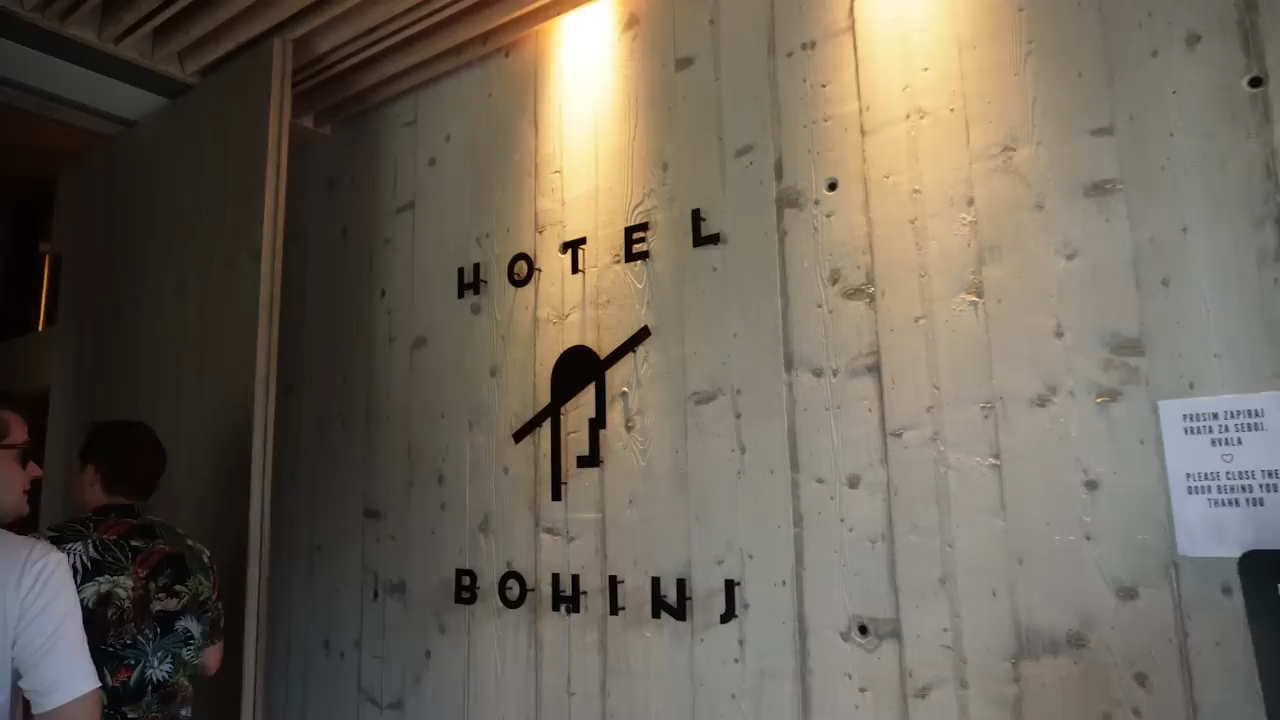 HOTEL
BOHINJ
PROSIM ZAPIRAJ
VRATA ZA SEBOJ.
HVALA
PLEASE CLOSE THE
DOOR BEHIND YOU
THANK YOU